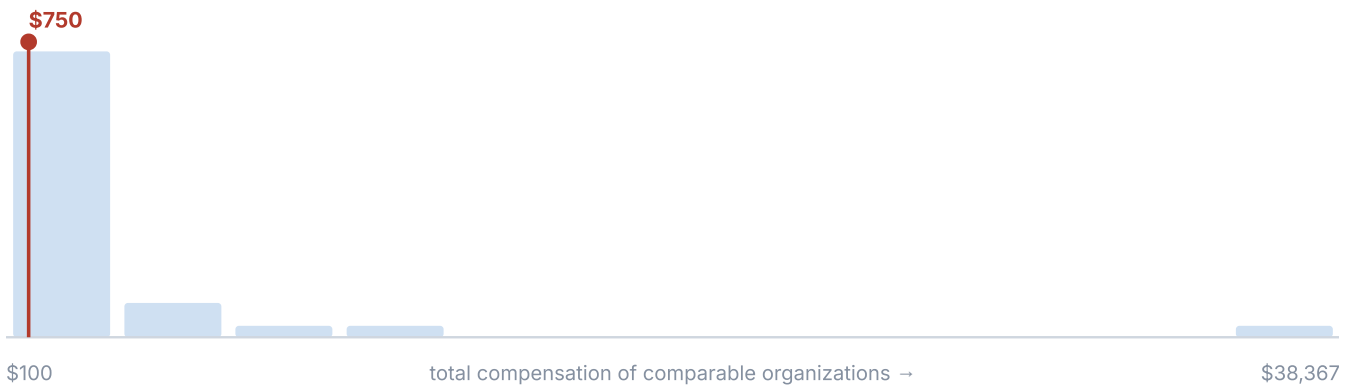 $750
$100 total compensation of comparable organizations → $38,367